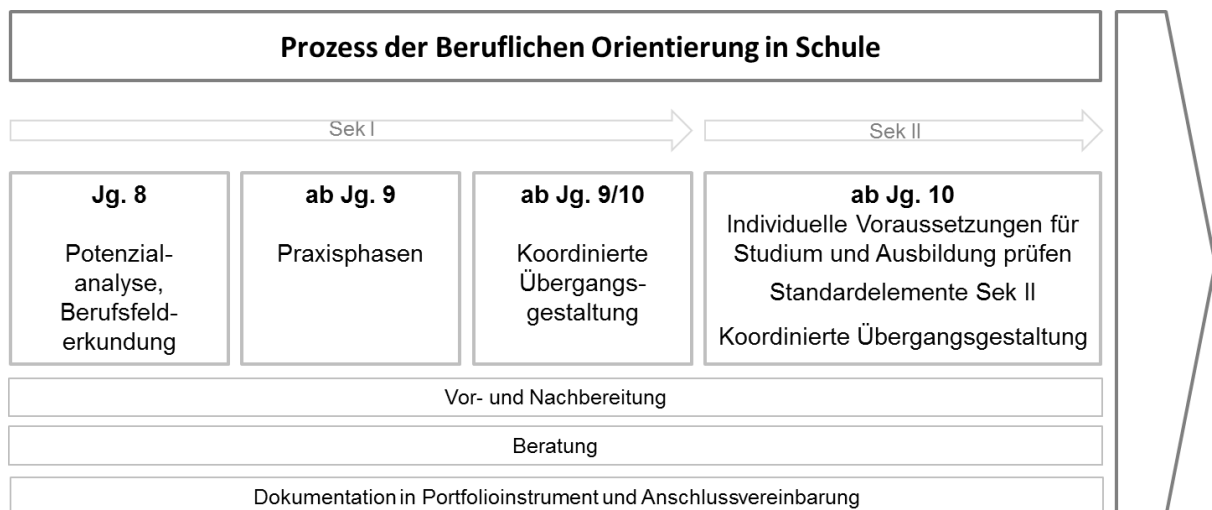 Prozess der Beruflichen Orientierung in Schule
Sek I
Sek II
Jg. 8
Potenzial-
analyse,
Berufsfeld-
erkundung
ab Jg. 9
Praxisphasen
ab Jg. 9/10
Koordinierte
Übergangs-
gestaltung
ab Jg. 10
Individuelle Voraussetzungen für
Studium und Ausbildung prüfen
Standardelemente Sek II
Koordinierte Übergangsgestaltung
Vor- und Nachbereitung
Beratung
Dokumentation in Portfolioinstrument und Anschlussvereinbarung